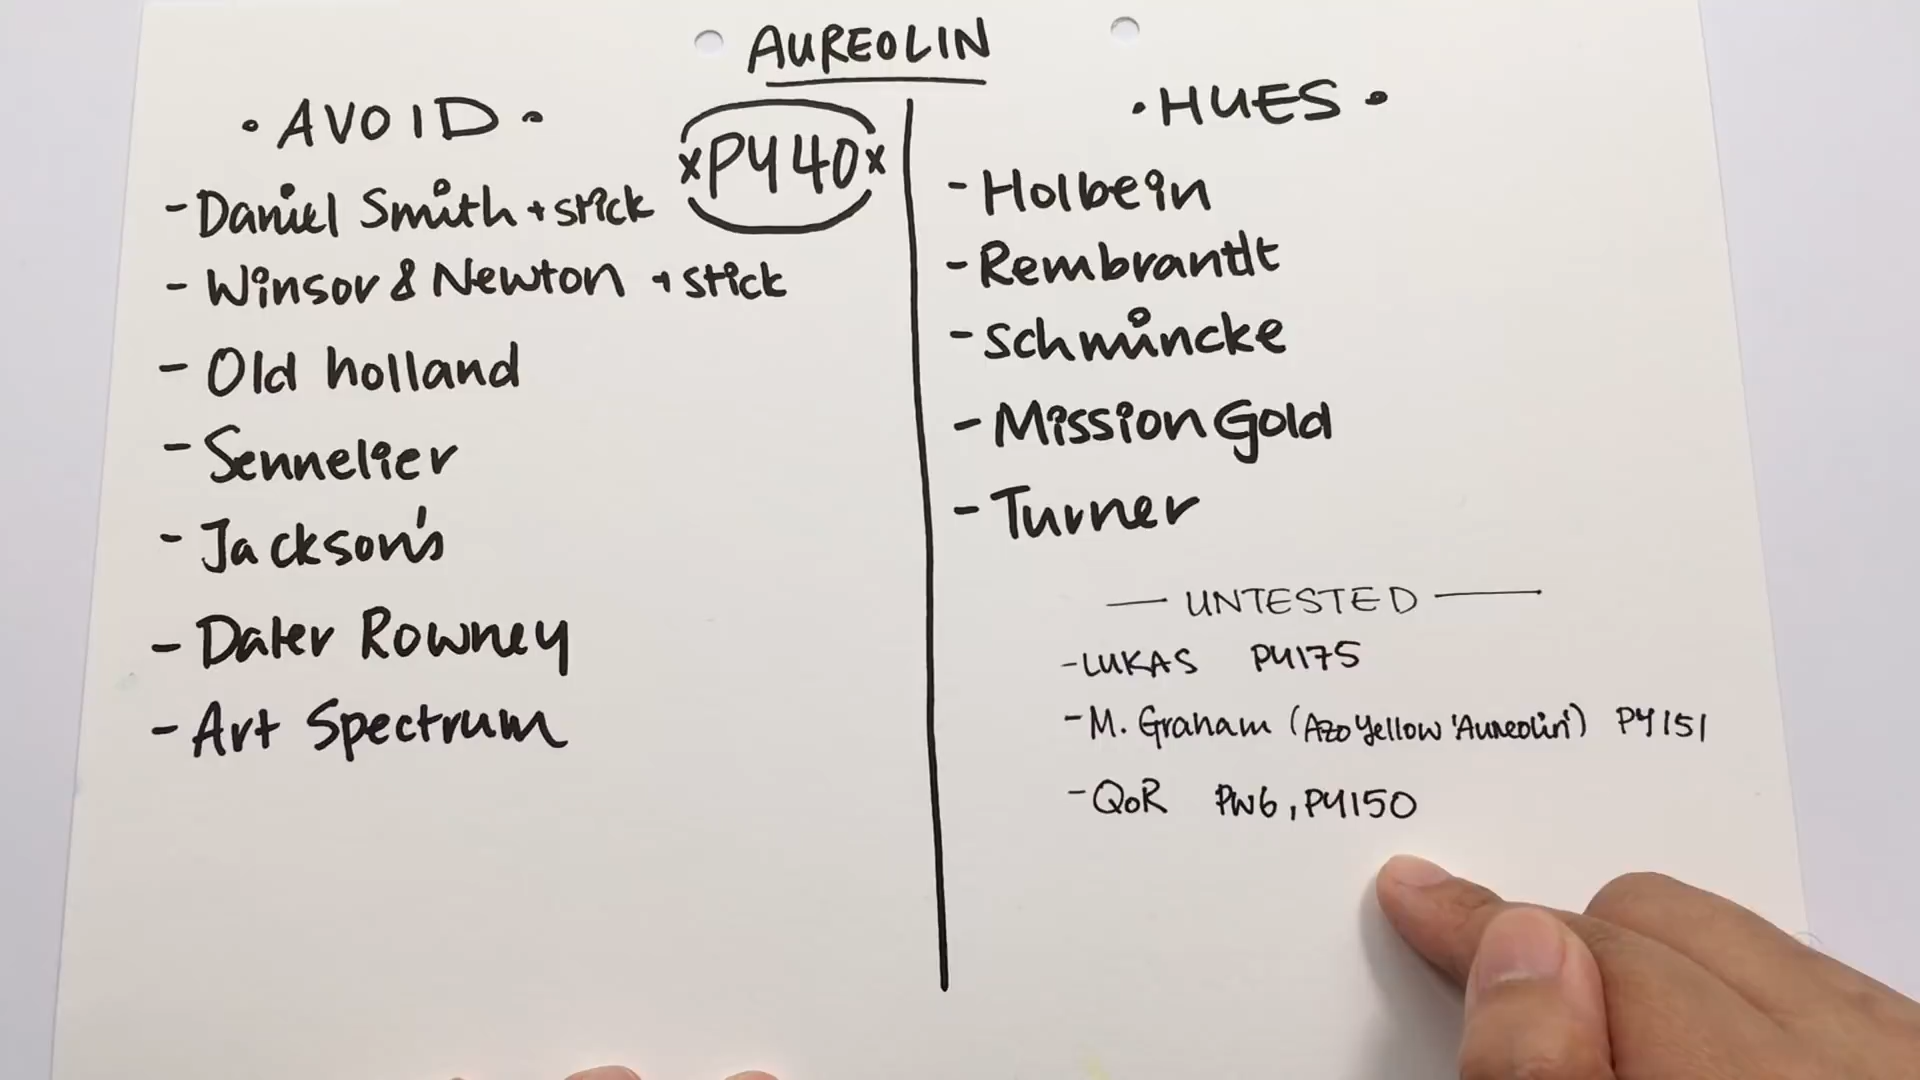 AUREOLIN
• AVOID •
×PY40×
- Daniel Smith + stick
- Winsor & Newton + stick
- Old holland
- Sennelier
- Jackson's
- Daler Rowney
- Art Spectrum
• HUES •
- Holbein
- Rembrandt
- Schmincke
- Mission Gold
- Turner
— UNTESTED —
- LUKAS PY175
- M. Graham (Azo Yellow 'Aureolin') PY151
- QoR PW6, PY150